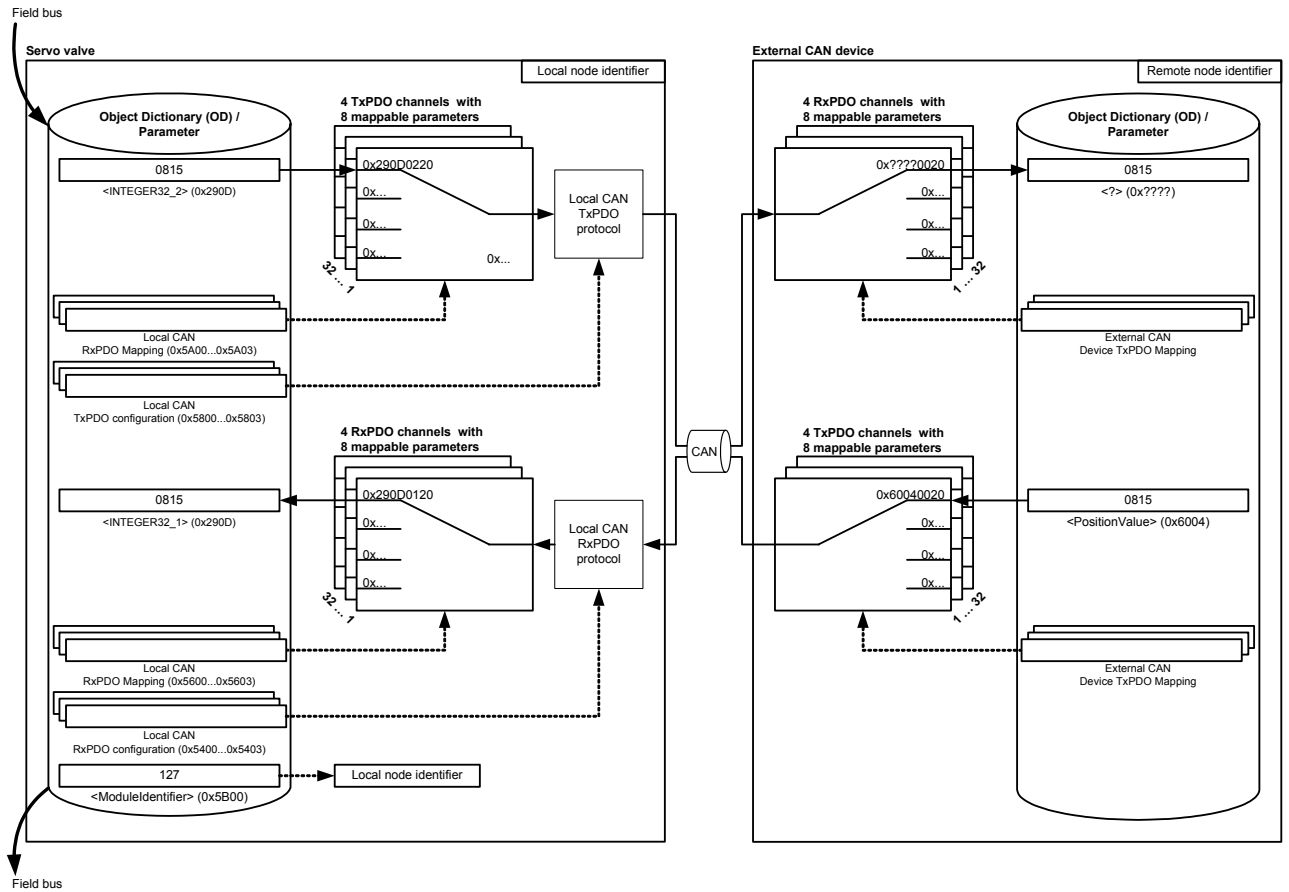 Field bus
Servo valve
Local node identifier
Object Dictionary (OD) /
Parameter
0815
<INTEGER32_2> (0x290D)
4 TxPDO channels with
8 mappable parameters
0x290D0220
0x...
0x...
0x...
0x...
32 ... 1
Local CAN
TxPDO
protocol
Local CAN
RxPDO Mapping (0x5A00...0x5A03)
Local CAN
TxPDO configuration (0x5800...0x5803)
4 RxPDO channels with
8 mappable parameters
0815
<INTEGER32_1> (0x290D)
0x290D0120
0x...
0x...
0x...
32 ... 1
Local CAN
RxPDO
protocol
Local CAN
RxPDO Mapping (0x5600...0x5603)
Local CAN
RxPDO configuration (0x5400...0x5403)
127
<ModuleIdentifier> (0x5B00)
Local node identifier
Field bus
CAN
External CAN device
Remote node identifier
4 RxPDO channels with
8 mappable parameters
0x????0020
0x...
0x...
0x...
1 ... 32
Object Dictionary (OD) /
Parameter
0815
<?> (0x????)
External CAN
Device TxPDO Mapping
4 TxPDO channels with
8 mappable parameters
0x60040020
0x...
0x...
0x...
1 ... 32
0815
<PositionValue> (0x6004)
External CAN
Device TxPDO Mapping